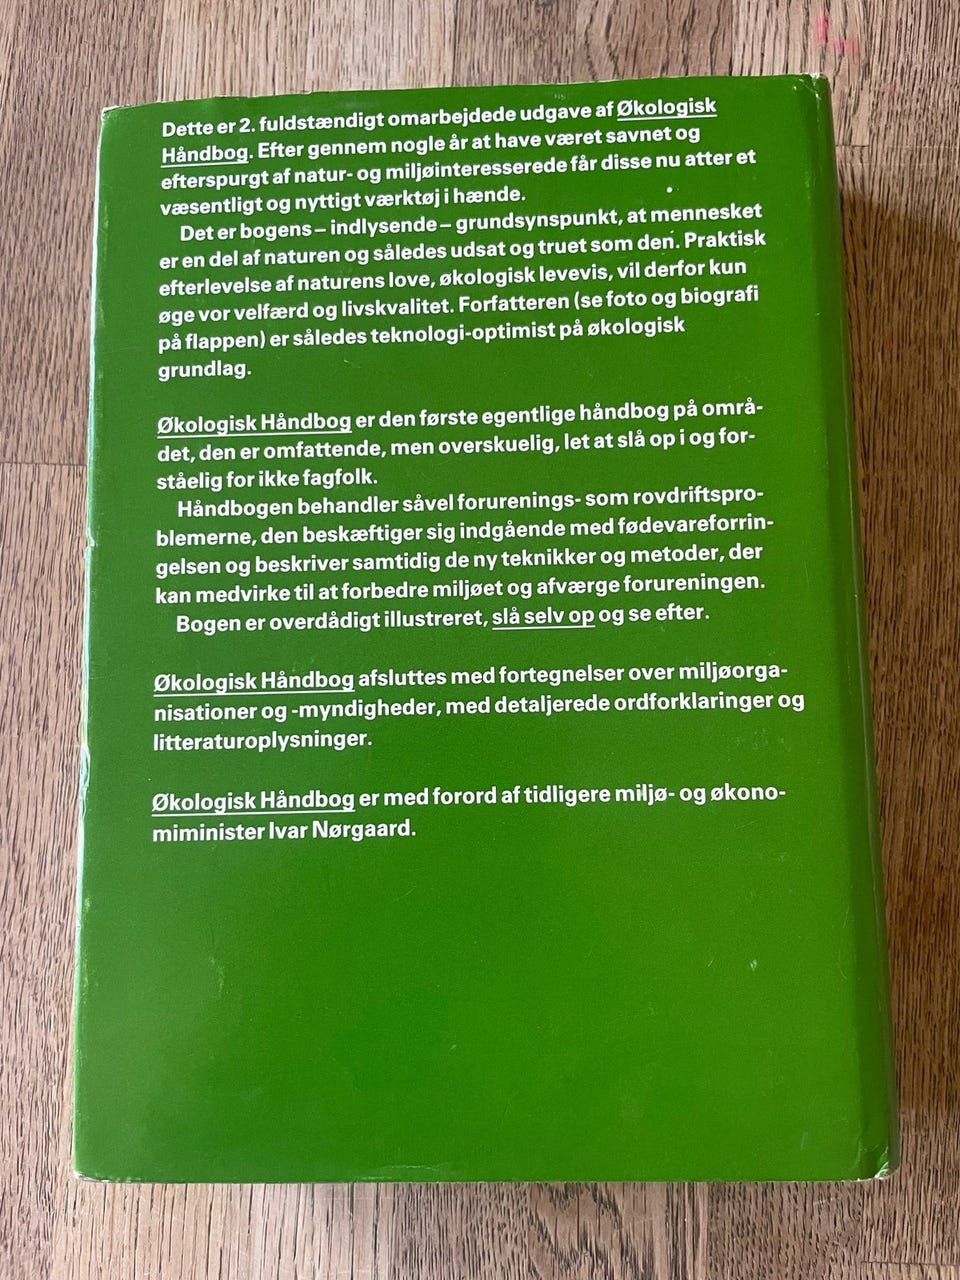 Dette er 2. fuldstændigt omarbejdede udgave af Økologisk
Håndbog. Efter gennem nogle år at have været savnet og
efterspurgt af natur- og miljøinteresserede får disse nu atter et
væsentligt og nyttigt værktøj i hænde.
Det er bogens – indlysende – grundsynspunkt, at mennesket
er en del af naturen og således udsat og truet som den. Praktisk
efterlevelse af naturens love, økologisk levevis, vil derfor kun
øge vor velfærd og livskvalitet. Forfatteren (se foto og biografi
på flappen) er således teknologi-optimist på økologisk
grundlag.
Økologisk Håndbog er den første egentlige håndbog på områ-
det, den er omfattende, men overskuelig, let at slå op i og for-
ståelig for ikke fagfolk.
Håndbogen behandler såvel forurenings- som rovdriftspro-
blemerne, den beskæftiger sig indgående med fødevareforrin-
gelsen og beskriver samtidig de ny teknikker og metoder, der
kan medvirke til at forbedre miljøet og afværge forureningen.
Bogen er overdådigt illustreret, slå selv op og se efter.
Økologisk Håndbog afsluttes med fortegnelser over miljøorga-
nisationer og -myndigheder, med detaljerede ordforklaringer og
litteraturoplysninger.
Økologisk Håndbog er med forord af tidligere miljø- og økono-
miminister Ivar Nørgaard.